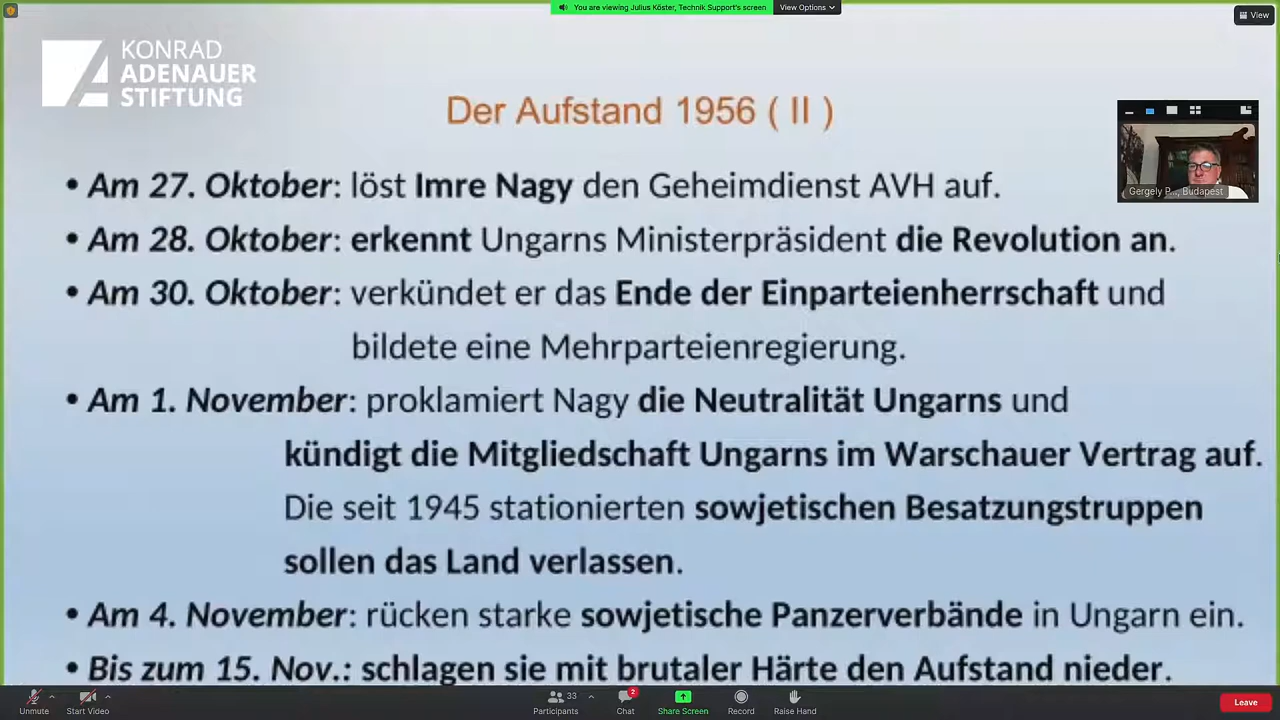 You are viewing Julius Köster, Technik Support's screen
View Options
View
KONRAD
ADENAUER
STIFTUNG
Der Aufstand 1956 ( II )
Gergely P..., Budapest
• Am 27. Oktober: löst Imre Nagy den Geheimdienst AVH auf.
• Am 28. Oktober: erkennt Ungarns Ministerpräsident die Revolution an.
• Am 30. Oktober: verkündet er das Ende der Einparteienherrschaft und
bildete eine Mehrparteienregierung.
• Am 1. November: proklamiert Nagy die Neutralität Ungarns und
kündigt die Mitgliedschaft Ungarns im Warschauer Vertrag auf.
Die seit 1945 stationierten sowjetischen Besatzungstruppen
sollen das Land verlassen.
• Am 4. November: rücken starke sowjetische Panzerverbände in Ungarn ein.
• Bis zum 15. Nov.: schlagen sie mit brutaler Härte den Aufstand nieder.
Unmute
Start Video
33
Participants
2
Chat
Share Screen
Record
Raise Hand
Leave